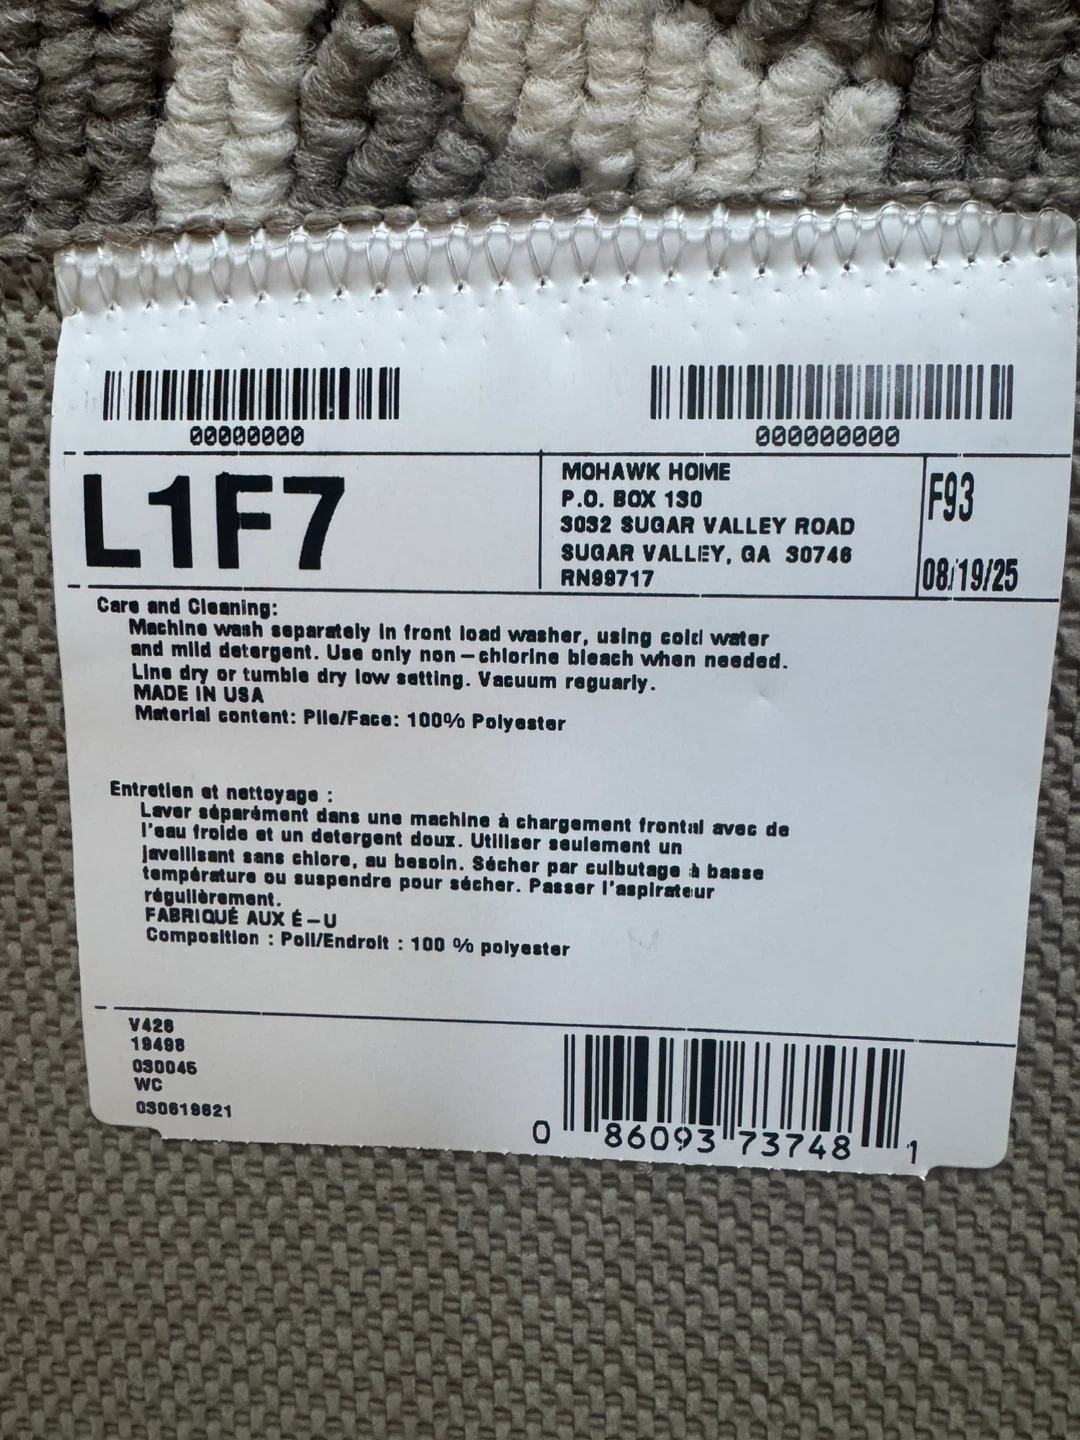 00000000
000000000
L1F7
MOHAWK HOME
P.O. BOX 130
3032 SUGAR VALLEY ROAD
SUGAR VALLEY, GA 30746
RN99717
F93
08/19/25
Care and Cleaning:
Machine wash separately in front load washer, using cold water
and mild detergent. Use only non-chlorine bleach when needed.
Line dry or tumble dry low setting. Vacuum reguarly.
MADE IN USA
Material content: Pile/Face: 100% Polyester
Entretien et nettoyage :
Laver séparément dans une machine à chargement frontal avec de
l'eau froide et un detergent doux. Utiliser seulement un
javellisant sans chlore, au besoin. Sécher par culbutage à basse
température ou suspendre pour sécher. Passer l'aspirateur
régulièrement.
FABRIQUÉ AUX É-U
Composition : Poil/Endroit : 100 % polyester
V426
19498
030045
WC
030619621
0 86093 73748 1